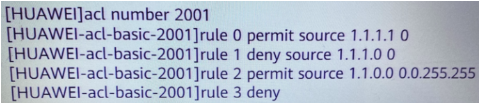 [HUAWEI]acl number 2001
[HUAWEI-acl-basic-2001]rule 0 permit source 1.1.1.1 0
[HUAWEI-acl-basic-2001]rule 1 deny source 1.1.1.0 0
[HUAWEI-acl-basic-2001]rule 2 permit source 1.1.0.0 0.0.255.255
[HUAWEI-acl-basic-2001]rule 3 deny